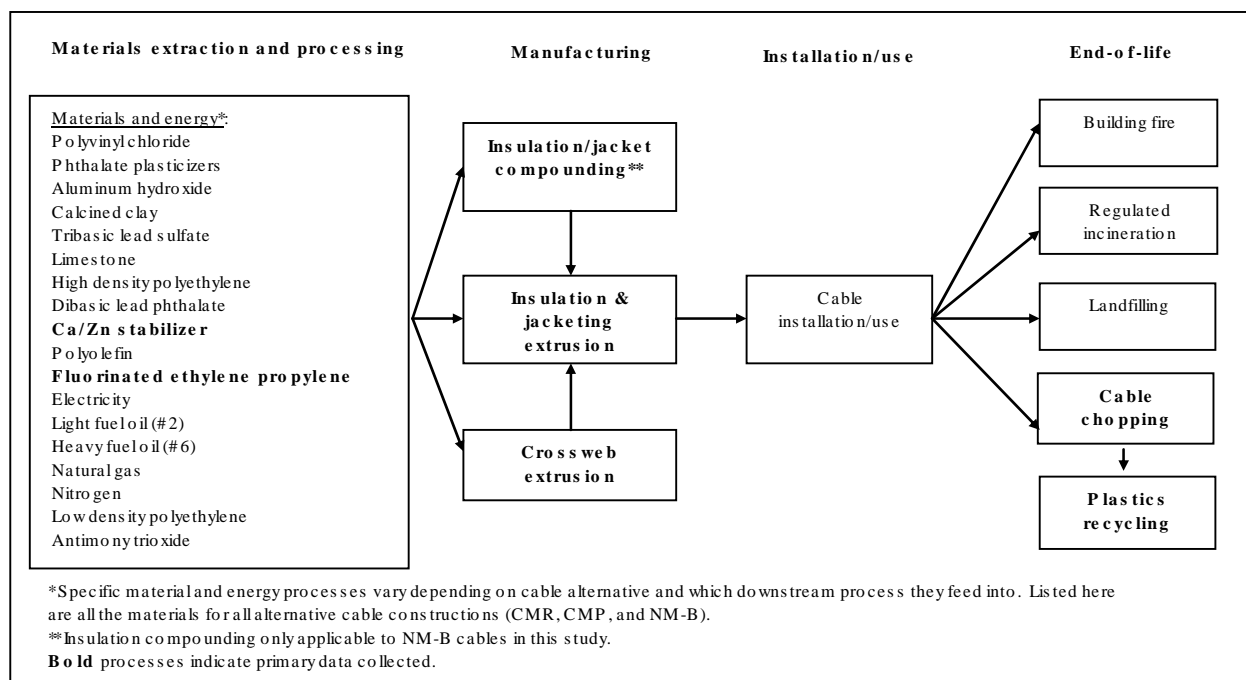 Materials extraction and processing
Manufacturing
Installation/use
End-of-life
Materials and energy*:
Polyvinyl chloride
Phthalate plasticizers
Aluminum hydroxide
Calcined clay
Tribasic lead sulfate
Limestone
High density polyethylene
Dibasic lead phthalate
Ca/Zn stabilizer
Polyolefin
Fluorinated ethylene propylene
Electricity
Light fuel oil (#2)
Heavy fuel oil (#6)
Natural gas
Nitrogen
Low density polyethylene
Antimony trioxide
Insulation/jacket
compounding**
Insulation &
jacketing
extrusion
Crossweb
extrusion
Cable
installation/use
Building fire
Regulated
incineration
Landfilling
Cable
chopping
Plastics
recycling
*Specific material and energy processes vary depending on cable alternative and which downstream process they feed into. Listed here
are all the materials for all alternative cable constructions (CMR, CMP, and NM-B).
**Insulation compounding only applicable to NM-B cables in this study.
Bold processes indicate primary data collected.